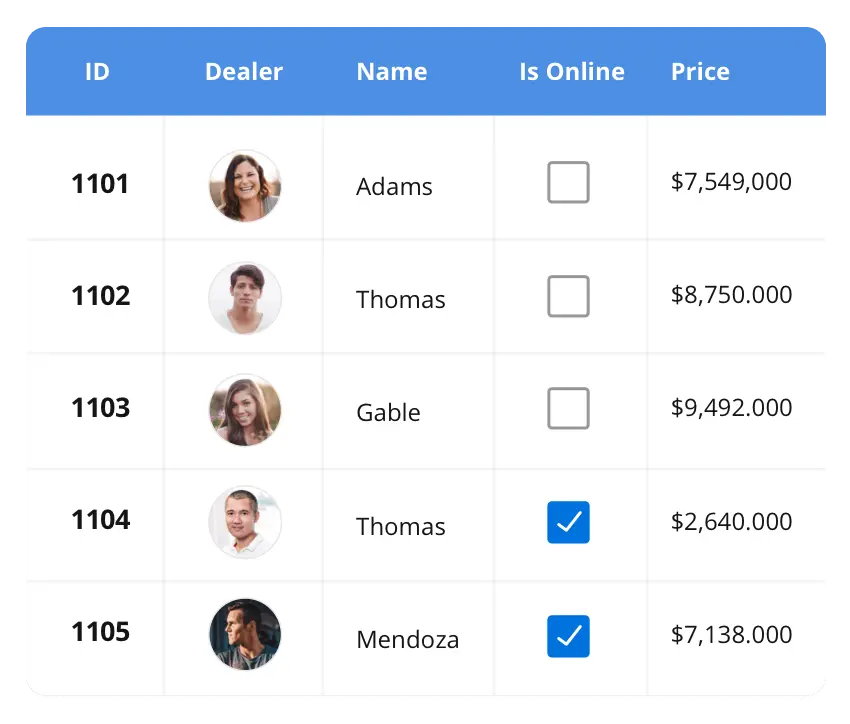 ID Dealer Name Is Online Price
1101 Adams $7,549,000
1102 Thomas $8,750.000
1103 Gable $9,492.000
1104 Thomas $2,640.000
1105 Mendoza $7,138.000